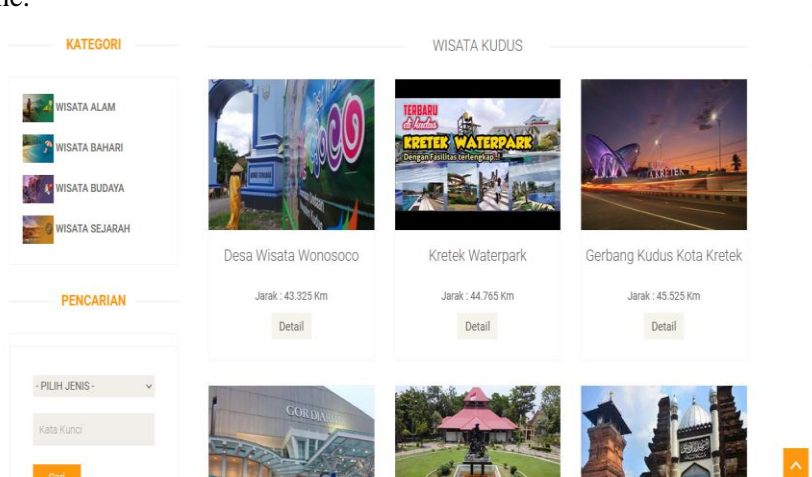 KATEGORI
WISATA ALAM
WISATA BAHARI
WISATA BUDAYA
WISATA SEJARAH
PENCARIAN
- PILIH JENIS -
Kata Kunci
Cari
WISATA KUDUS
TERBARU
di kudus
KRETEK WATERPARK
Dengan Fasilitas terlengkap.!!
Desa Wisata Wonosoco
Jarak : 43.325 Km
Detail
Kretek Waterpark
Jarak : 44.765 Km
Detail
Gerbang Kudus Kota Kretek
Jarak : 45.525 Km
Detail